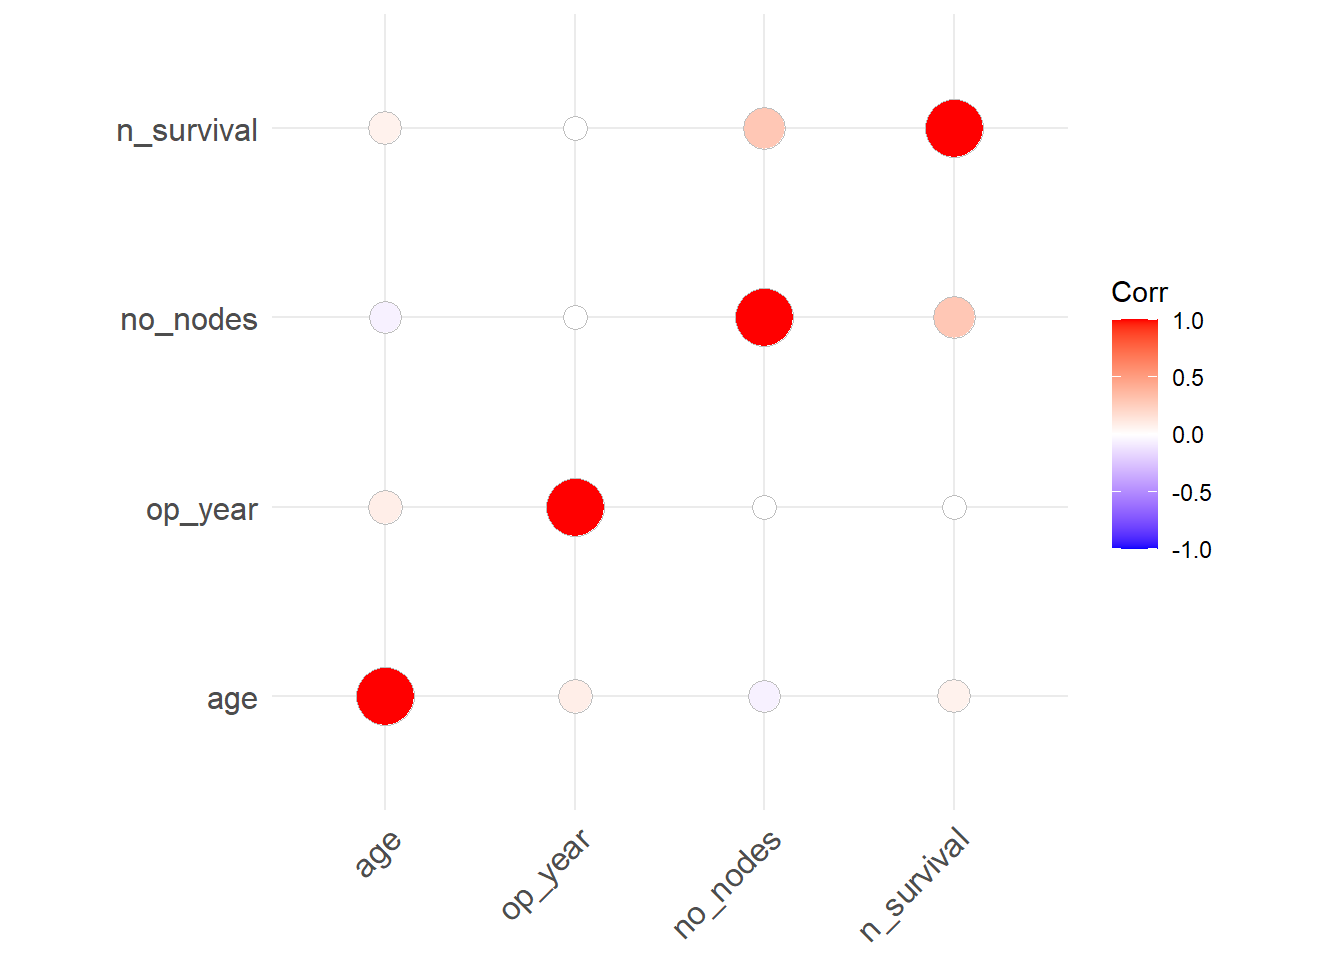 n_survival
no_nodes
op_year
age
age
op_year
no_nodes
n_survival
Corr
1.0
0.5
0.0
-0.5
-1.0